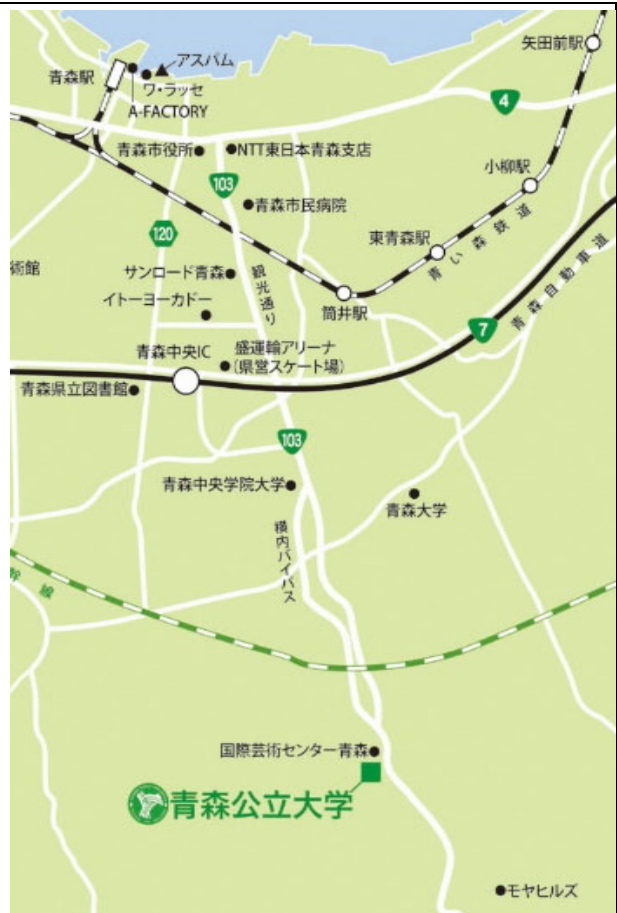 矢田前駅
アスパム
青森駅
ワ・ラッセ
A-FACTORY
4
青森市役所
NTT東日本青森支店
小柳駅
103
青森市民病院
120
東青森駅
青い森鉄道
術館
サンロード青森
観光通り
イトーヨーカドー
筒井駅
青森自動車道
7
青森中央IC
盛運輸アリーナ
(県営スケート場)
青森県立図書館
103
青森中央学院大学
青森大学
横内バイパス
幹線
国際芸術センター青森
青森公立大学
モヤヒルズ